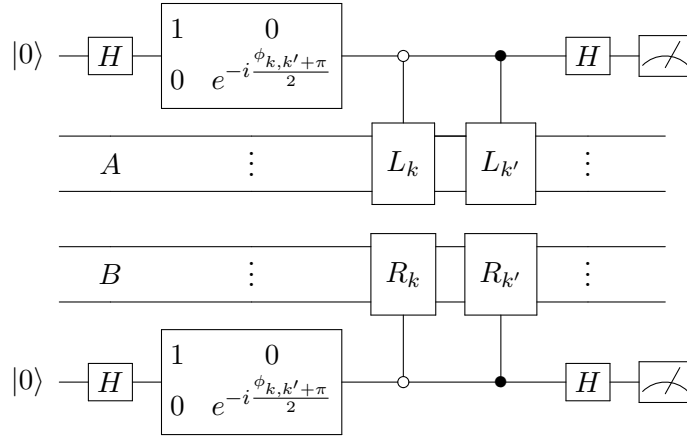 1 0
|0⟩ H 0 e^{-i\frac{\phi_{k,k'}+\pi}{2}} H
A ⋮ L_k L_{k'} ⋮
B ⋮ R_k R_{k'} ⋮
1 0
|0⟩ H 0 e^{-i\frac{\phi_{k,k'}+\pi}{2}} H